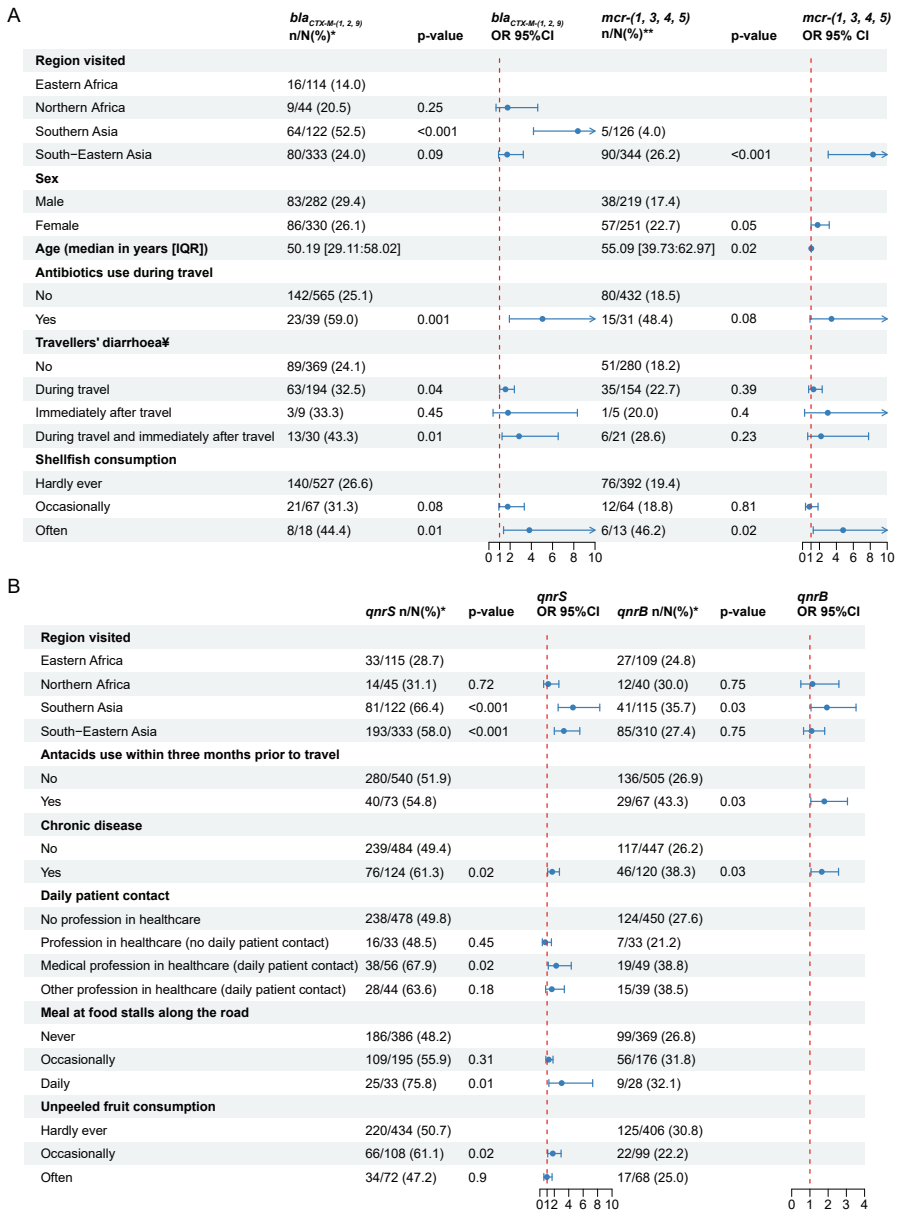 A
bla CTX-M-(1, 2, 9) bla CTX-M-(1, 2, 9) mcr-(1, 3, 4, 5) mcr-(1, 3, 4, 5)
n/N(%)* p-value OR 95%CI n/N(%)** p-value OR 95% CI
Region visited
Eastern Africa 16/114 (14.0)
Northern Africa 9/44 (20.5) 0.25
Southern Asia 64/122 (52.5) <0.001 5/126 (4.0)
South−Eastern Asia 80/333 (24.0) 0.09 90/344 (26.2) <0.001
Sex
Male 83/282 (29.4) 38/219 (17.4)
Female 86/330 (26.1) 57/251 (22.7) 0.05
Age (median in years [IQR]) 50.19 [29.11:58.02] 55.09 [39.73:62.97] 0.02
Antibiotics use during travel
No 142/565 (25.1) 80/432 (18.5)
Yes 23/39 (59.0) 0.001 15/31 (48.4) 0.08
Travellers' diarrhoea¥
No 89/369 (24.1) 51/280 (18.2)
During travel 63/194 (32.5) 0.04 35/154 (22.7) 0.39
Immediately after travel 3/9 (33.3) 0.45 1/5 (20.0) 0.4
During travel and immediately after travel 13/30 (43.3) 0.01 6/21 (28.6) 0.23
Shellfish consumption
Hardly ever 140/527 (26.6) 76/392 (19.4)
Occasionally 21/67 (31.3) 0.08 12/64 (18.8) 0.81
Often 8/18 (44.4) 0.01 6/13 (46.2) 0.02
0 1 2 4 6 8 10 0 1 2 4 6 8 10
B
qnrS qnrB
qnrS n/N(%)* p-value OR 95%CI qnrB n/N(%)* p-value OR 95%CI
Region visited
Eastern Africa 33/115 (28.7) 27/109 (24.8)
Northern Africa 14/45 (31.1) 0.72 12/40 (30.0) 0.75
Southern Asia 81/122 (66.4) <0.001 41/115 (35.7) 0.03
South−Eastern Asia 193/333 (58.0) <0.001 85/310 (27.4) 0.75
Antacids use within three months prior to travel
No 280/540 (51.9) 136/505 (26.9)
Yes 40/73 (54.8) 29/67 (43.3) 0.03
Chronic disease
No 239/484 (49.4) 117/447 (26.2)
Yes 76/124 (61.3) 0.02 46/120 (38.3) 0.03
Daily patient contact
No profession in healthcare 238/478 (49.8) 124/450 (27.6)
Profession in healthcare (no daily patient contact) 16/33 (48.5) 0.45 7/33 (21.2)
Medical profession in healthcare (daily patient contact) 38/56 (67.9) 0.02 19/49 (38.8)
Other profession in healthcare (daily patient contact) 28/44 (63.6) 0.18 15/39 (38.5)
Meal at food stalls along the road
Never 186/386 (48.2) 99/369 (26.8)
Occasionally 109/195 (55.9) 0.31 56/176 (31.8)
Daily 25/33 (75.8) 0.01 9/28 (32.1)
Unpeeled fruit consumption
Hardly ever 220/434 (50.7) 125/406 (30.8)
Occasionally 66/108 (61.1) 0.02 22/99 (22.2)
Often 34/72 (47.2) 0.9 17/68 (25.0)
0 1 2 4 6 8 10 0 1 2 3 4